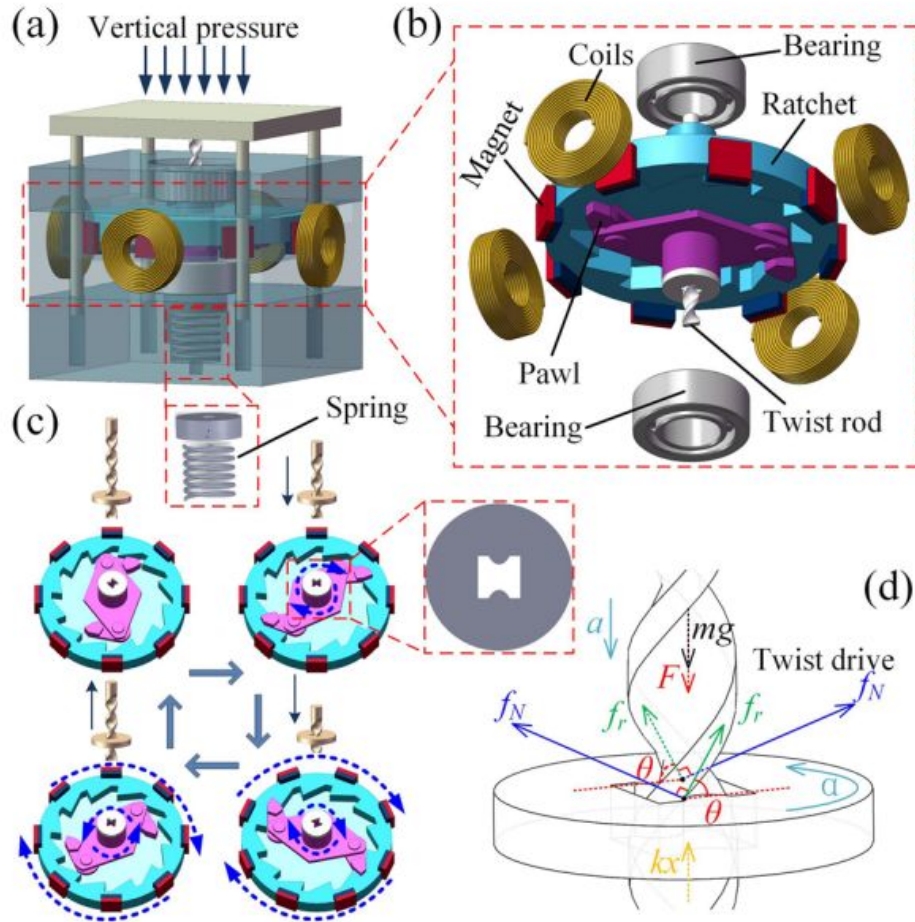 (a)
Vertical pressure
(b)
Bearing
Coils
Ratchet
Magnet
Pawl
Bearing
Twist rod
Spring
(c)
(d)
a
mg
F
Twist drive
f_N
f_r
f_r
f_N
θ
θ
α
kx